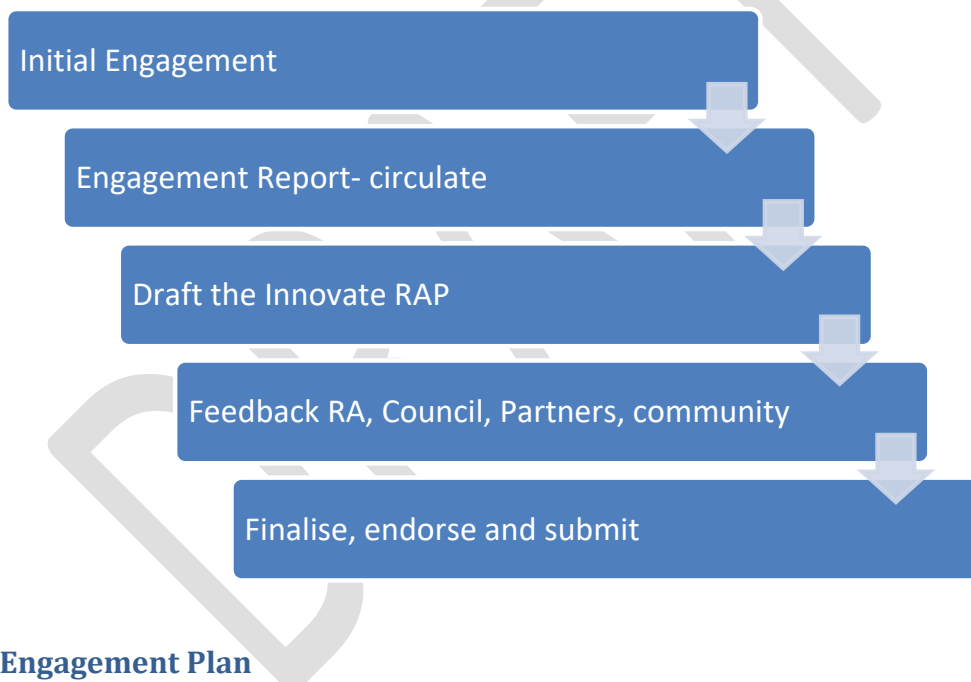 Initial Engagement
Engagement Report- circulate
Draft the Innovate RAP
Feedback RA, Council, Partners, community
Finalise, endorse and submit
Engagement Plan